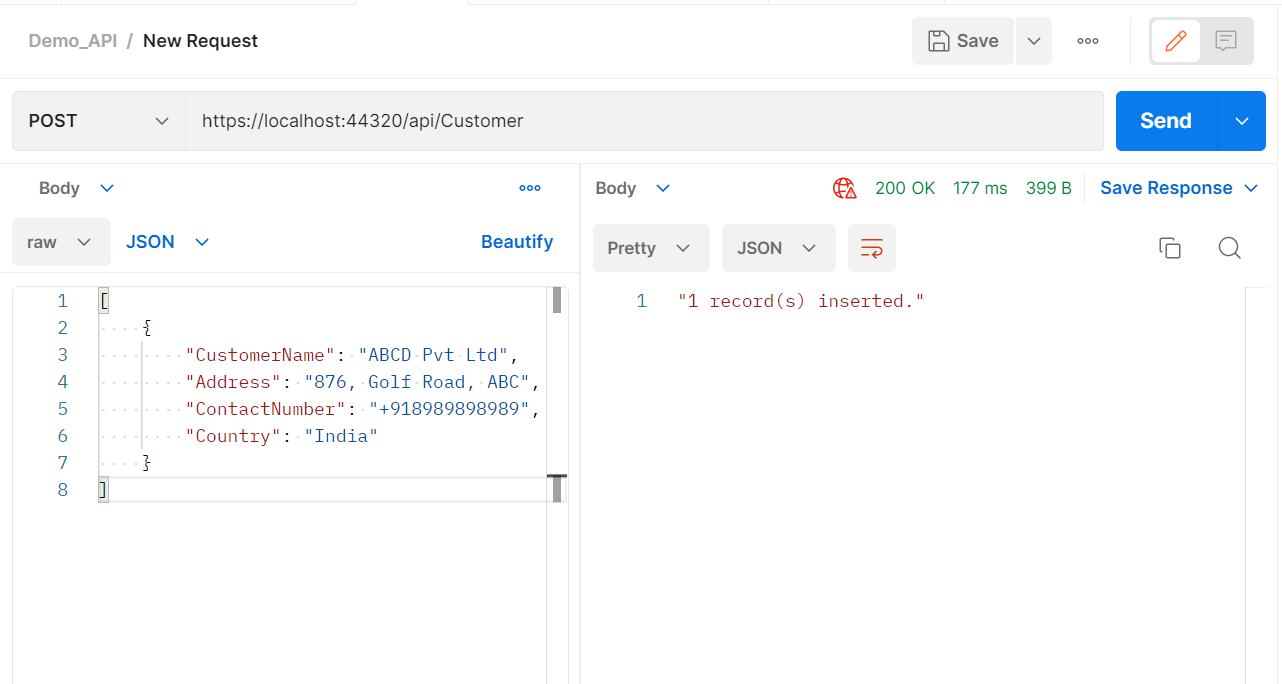 Demo_API / New Request
Save
POST
https://localhost:44320/api/Customer
Send
Body
raw
JSON
Beautify
1 [
2 {
3 "CustomerName": "ABCD Pvt Ltd",
4 "Address": "876, Golf Road, ABC",
5 "ContactNumber": "+918989898989",
6 "Country": "India"
7 }
8 ]
Body
200 OK 177 ms 399 B
Save Response
Pretty
JSON
1 "1 record(s) inserted."